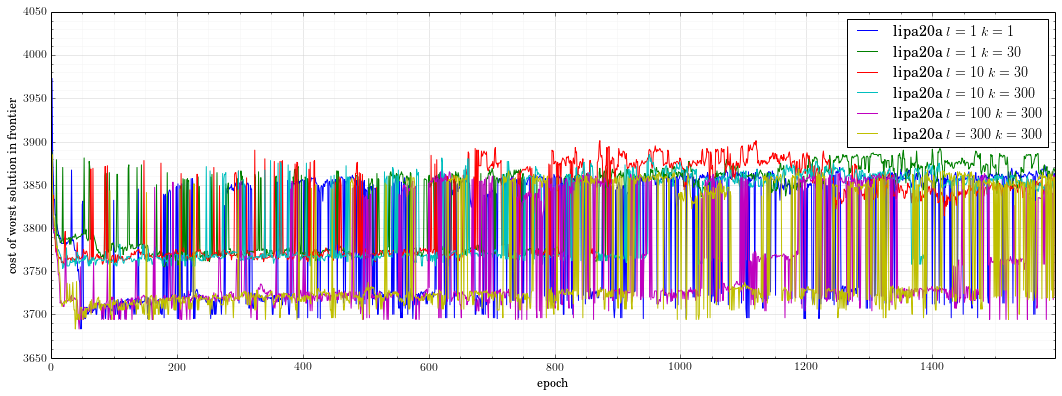 4050
4000
3950
3900
3850
3800
3750
3700
3650
cost of worst solution in frontier
0 200 400 600 800 1000 1200 1400
epoch
lipa20a l = 1 k = 1
lipa20a l = 1 k = 30
lipa20a l = 10 k = 30
lipa20a l = 10 k = 300
lipa20a l = 100 k = 300
lipa20a l = 300 k = 300